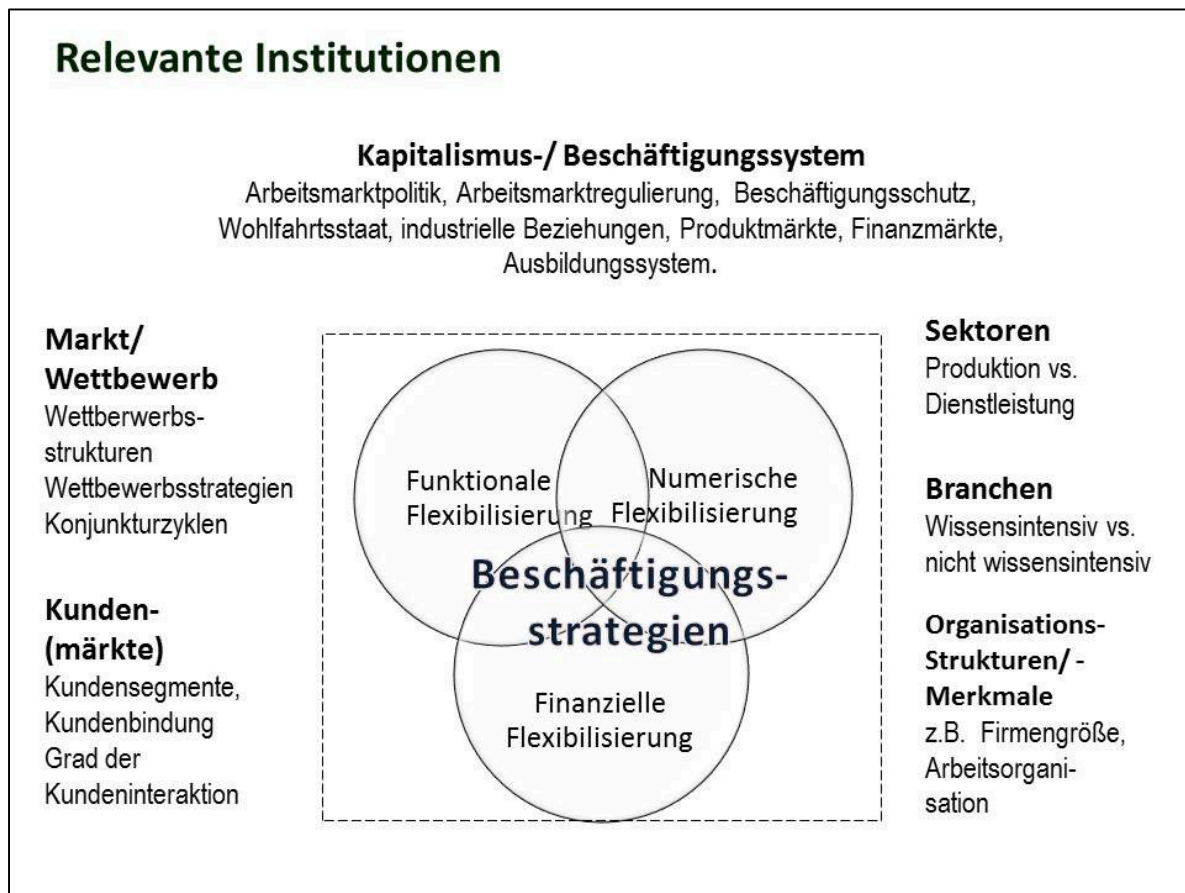 Relevante Institutionen
Kapitalismus-/ Beschäftigungssystem
Arbeitsmarktpolitik, Arbeitsmarktregulierung, Beschäftigungsschutz,
Wohlfahrtsstaat, industrielle Beziehungen, Produktmärkte, Finanzmärkte,
Ausbildungssystem.
Markt/
Wettbewerb
Wettberwerbs-
strukturen
Wettbewerbsstrategien
Konjunkturzyklen
Kunden-
(märkte)
Kundensegmente,
Kundenbindung
Grad der
Kundeninteraktion
Funktionale
Flexibilisierung
Numerische
Flexibilisierung
Beschäftigungs-
strategien
Finanzielle
Flexibilisierung
Sektoren
Produktion vs.
Dienstleistung
Branchen
Wissensintensiv vs.
nicht wissensintensiv
Organisations-
Strukturen/ -
Merkmale
z.B. Firmengröße,
Arbeitsorgani-
sation